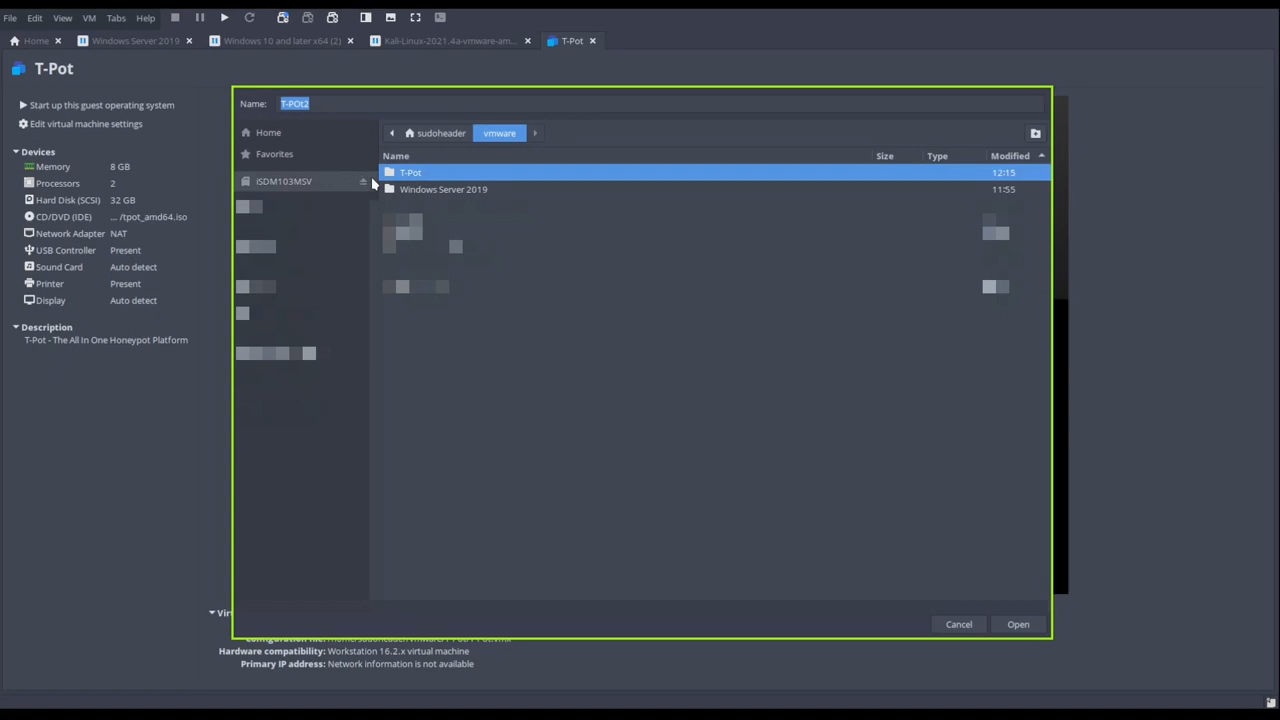 File Edit View VM Tabs Help
Home Windows Server 2019 Windows 10 and later x64 (2) Kali-Linux-2021.4a-vmware-am... T-Pot
T-Pot
Start up this guest operating system
Edit virtual machine settings
Devices
Memory 8 GB
Processors 2
Hard Disk (SCSI) 32 GB
CD/DVD (IDE) ... /tpot_amd64.iso
Network Adapter NAT
USB Controller Present
Sound Card Auto detect
Printer Present
Display Auto detect
Description
T-Pot - The All In One Honeypot Platform
Name: T-POt2
Home
Favorites
iSDM103MSV
sudoheader vmware
Name Size Type Modified
T-Pot 12:15
Windows Server 2019 11:55
Cancel Open
Hardware compatibility: Workstation 16.2.x virtual machine
Primary IP address: Network information is not available